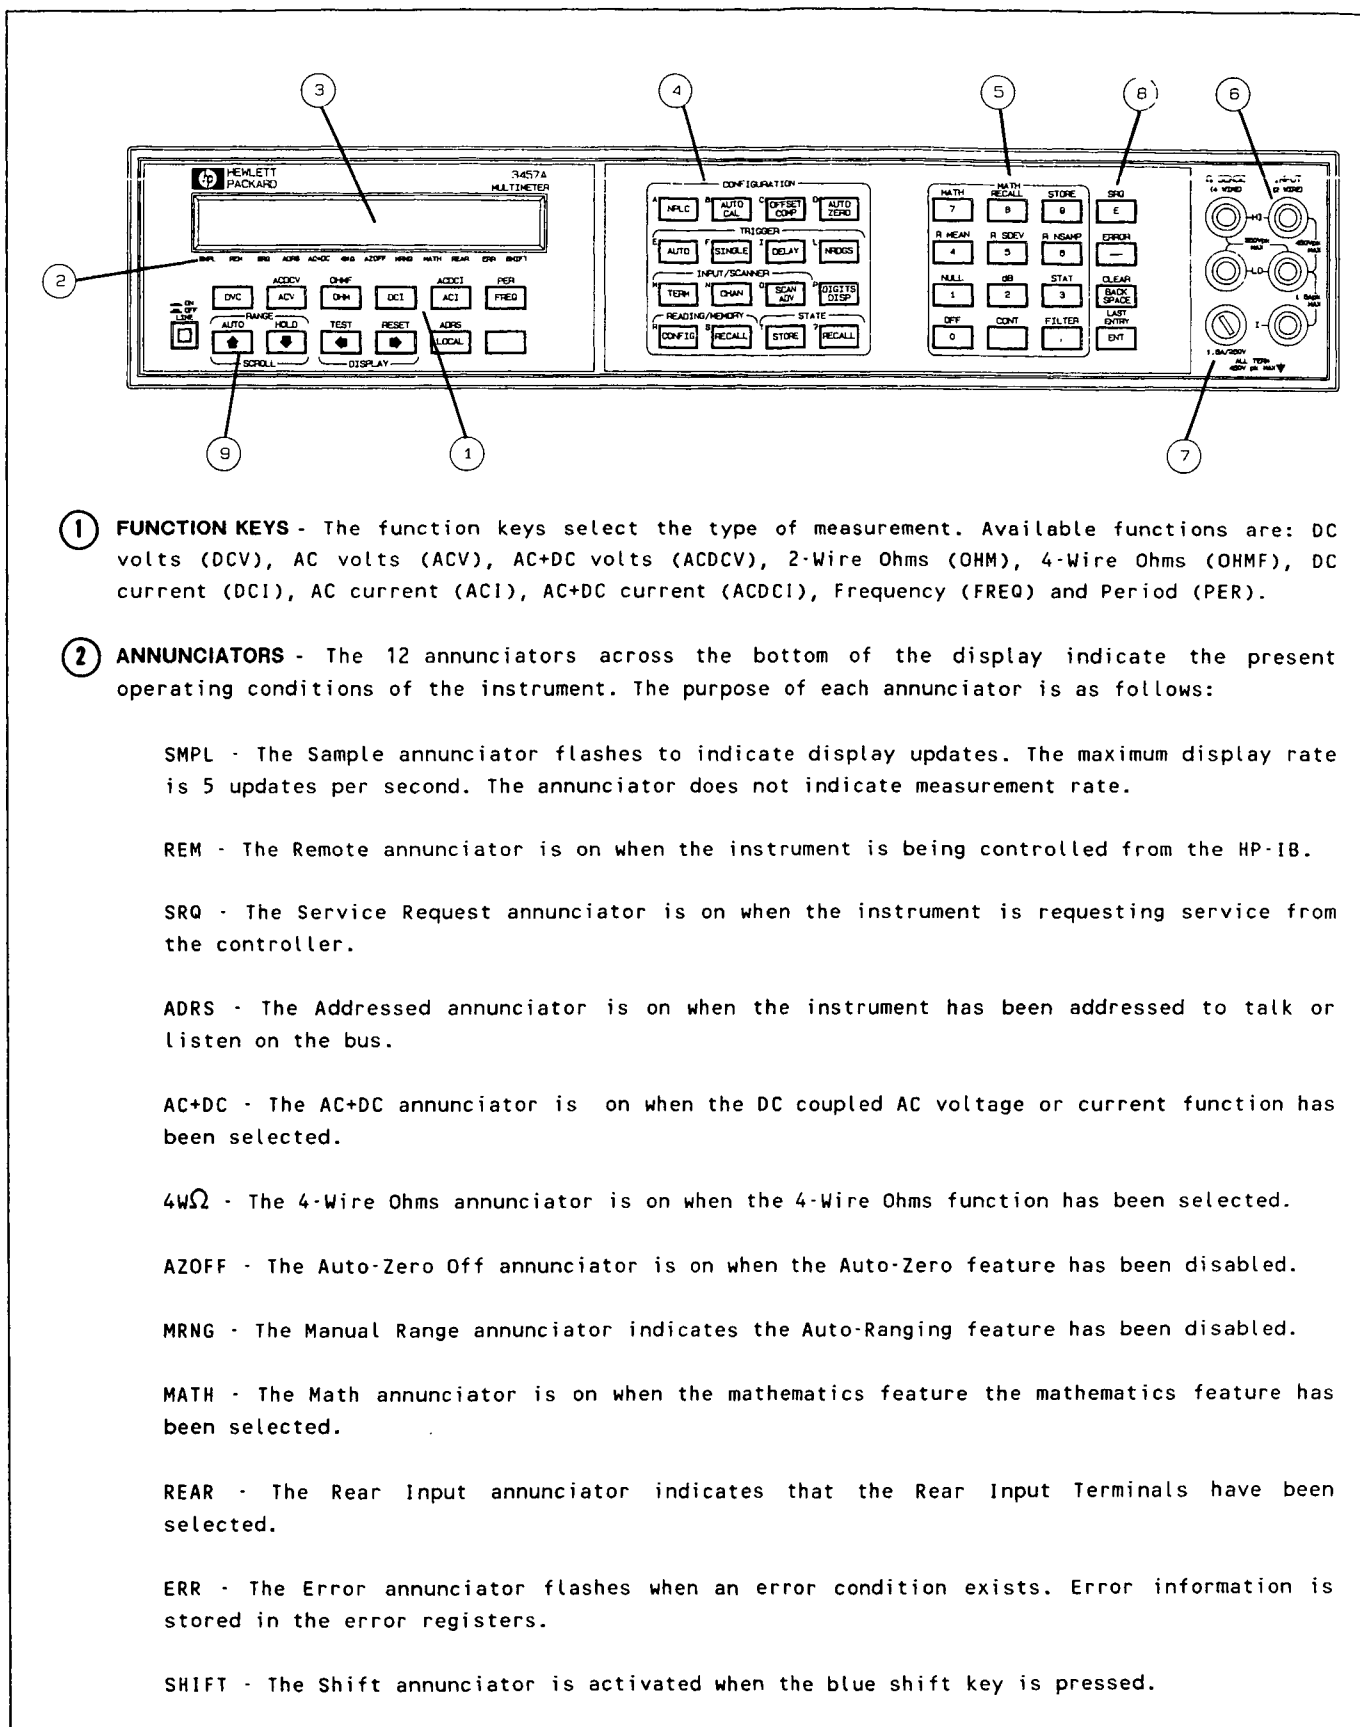 3
4
5
8
6
HEWLETT
PACKARD
3457A
MULTIMETER
SMPL REM SRQ ADRS AC+DC 4WΩ AZOFF MRNG MATH REAR ERR SHIFT
2
ON
OFF
LINE
ACDCV OHMF ACDCI PER
DVC ACV OHM DCI ACI FREQ
RANGE
AUTO HOLD TEST RESET ADRS
LOCAL
SCROLL DISPLAY
CONFIGURATION
A NPLC B AUTO CAL C OFFSET COMP D AUTO ZERO
TRIGGER
E AUTO F SINGLE I DELAY L NRDGS
INPUT/SCANNER
M TERM N CHAN O SCAN ADV P DIGITS DISP
READING/MEMORY STATE
R CONFIG S RECALL T STORE ? RECALL
MATH MATH RECALL STORE SRQ
7 8 9 E
R MEAN R SDEV R NSAMP ERROR
4 5 6 —
NULL dB STAT CLEAR
1 2 3 BACK SPACE
OFF CONT FILTER LAST ENTRY
0 . ENT
Ω SENSE INPUT
(4 WIRE) (2 WIRE)
HI
LO
I
ALL TERM
9
1
7
1 FUNCTION KEYS - The function keys select the type of measurement. Available functions are: DC
volts (DCV), AC volts (ACV), AC+DC volts (ACDCV), 2-Wire Ohms (OHM), 4-Wire Ohms (OHMF), DC
current (DCI), AC current (ACI), AC+DC current (ACDCI), Frequency (FREQ) and Period (PER).
2 ANNUNCIATORS - The 12 annunciators across the bottom of the display indicate the present
operating conditions of the instrument. The purpose of each annunciator is as follows:
SMPL - The Sample annunciator flashes to indicate display updates. The maximum display rate
is 5 updates per second. The annunciator does not indicate measurement rate.
REM - The Remote annunciator is on when the instrument is being controlled from the HP-IB.
SRQ - The Service Request annunciator is on when the instrument is requesting service from
the controller.
ADRS - The Addressed annunciator is on when the instrument has been addressed to talk or
listen on the bus.
AC+DC - The AC+DC annunciator is on when the DC coupled AC voltage or current function has
been selected.
4WΩ - The 4-Wire Ohms annunciator is on when the 4-Wire Ohms function has been selected.
AZOFF - The Auto-Zero Off annunciator is on when the Auto-Zero feature has been disabled.
MRNG - The Manual Range annunciator indicates the Auto-Ranging feature has been disabled.
MATH - The Math annunciator is on when the mathematics feature the mathematics feature has
been selected.
REAR - The Rear Input annunciator indicates that the Rear Input Terminals have been
selected.
ERR - The Error annunciator flashes when an error condition exists. Error information is
stored in the error registers.
SHIFT - The Shift annunciator is activated when the blue shift key is pressed.